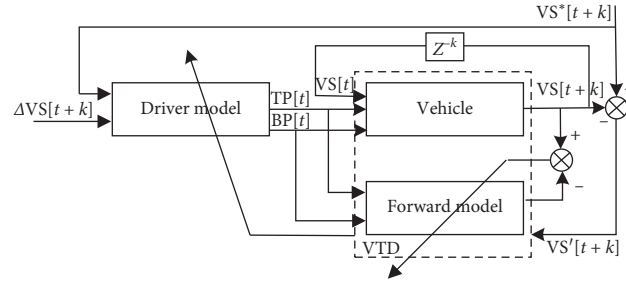 VS*[t + k]
Z⁻ᵏ
VS[t]
VS[t + k]
Driver model
TP[t]
Vehicle
ΔVS[t + k]
BP[t]
−
+
−
Forward model
VTD
VS′[t + k]